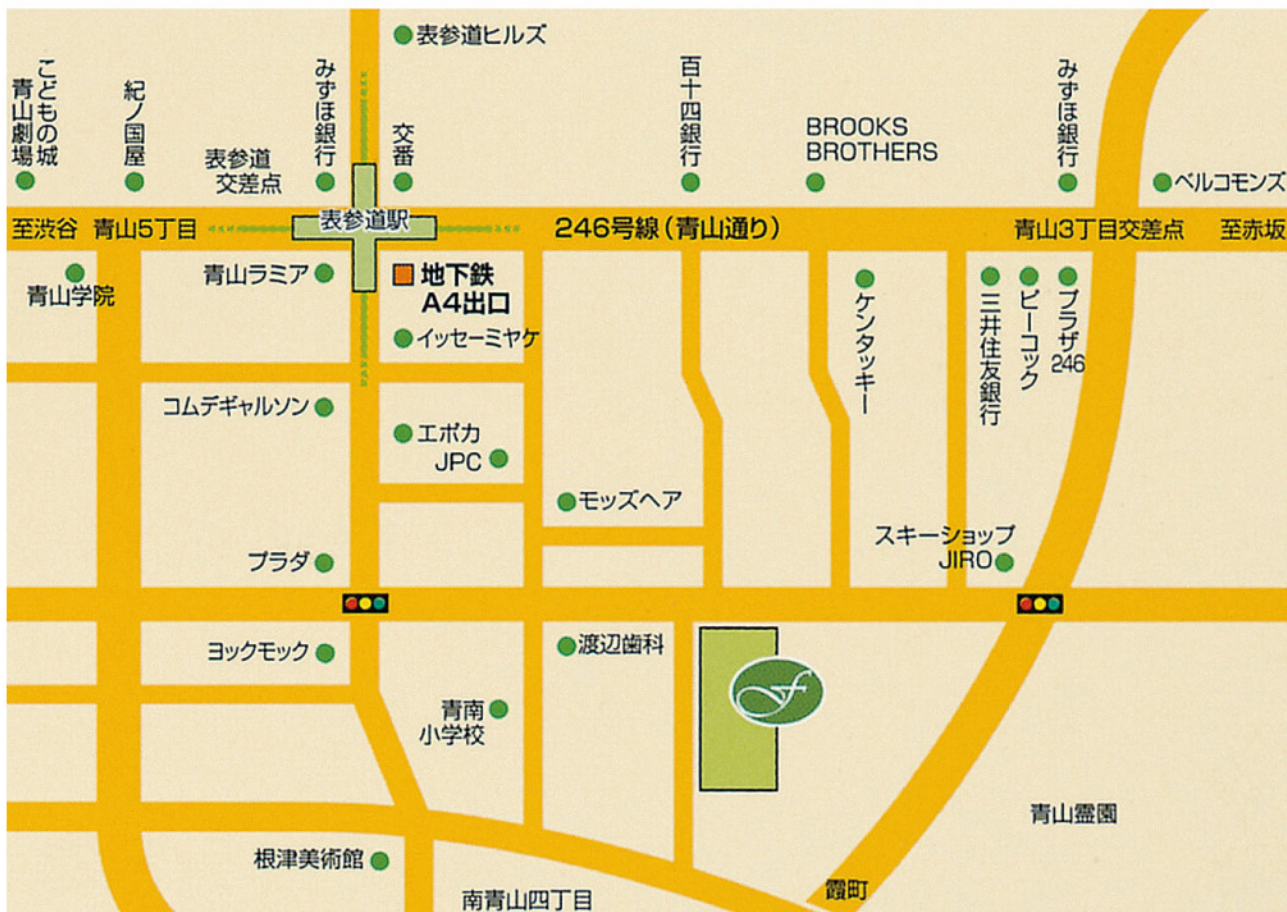 表参道ヒルズ
こどもの城
青山劇場
紀ノ国屋
表参道
交差点
みずほ銀行
交番
百十四銀行
BROOKS
BROTHERS
みずほ銀行
ベルコモンズ
至渋谷
青山5丁目
表参道駅
246号線(青山通り)
青山3丁目交差点
至赤坂
青山学院
青山ラミア
地下鉄
A4出口
イッセーミヤケ
ケンタッキー
三井住友銀行
ピーコック
プラザ
246
コムデギャルソン
エポカ
JPC
モッズヘア
プラダ
スキーショップ
JIRO
ヨックモック
渡辺歯科
青南
小学校
青山霊園
根津美術館
南青山四丁目
霞町